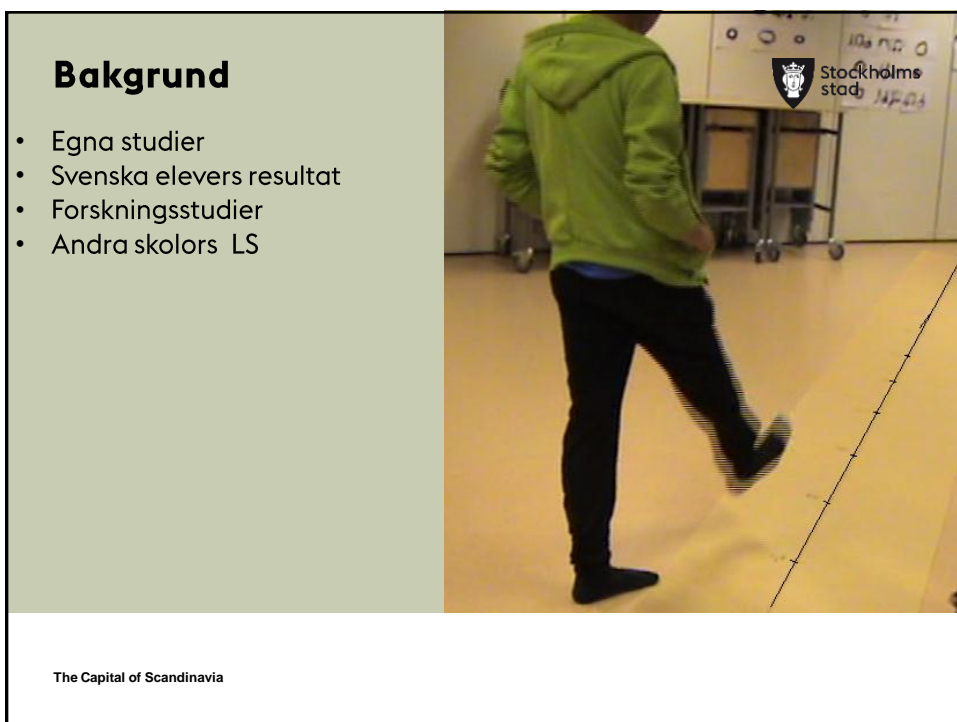 Bakgrund
• Egna studier
• Svenska elevers resultat
• Forskningsstudier
• Andra skolors LS
Stockholms
stad
The Capital of Scandinavia